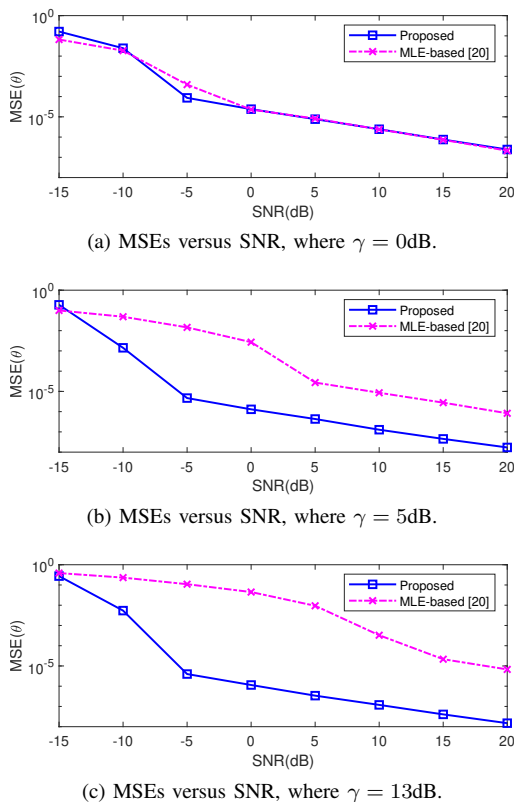 10^0
10^-5
MSE(θ)
Proposed
MLE-based [20]
-15 -10 -5 0 5 10 15 20
SNR(dB)
(a) MSEs versus SNR, where γ = 0dB.
10^0
10^-5
MSE(θ)
Proposed
MLE-based [20]
-15 -10 -5 0 5 10 15 20
SNR(dB)
(b) MSEs versus SNR, where γ = 5dB.
10^0
10^-5
MSE(θ)
Proposed
MLE-based [20]
-15 -10 -5 0 5 10 15 20
SNR(dB)
(c) MSEs versus SNR, where γ = 13dB.